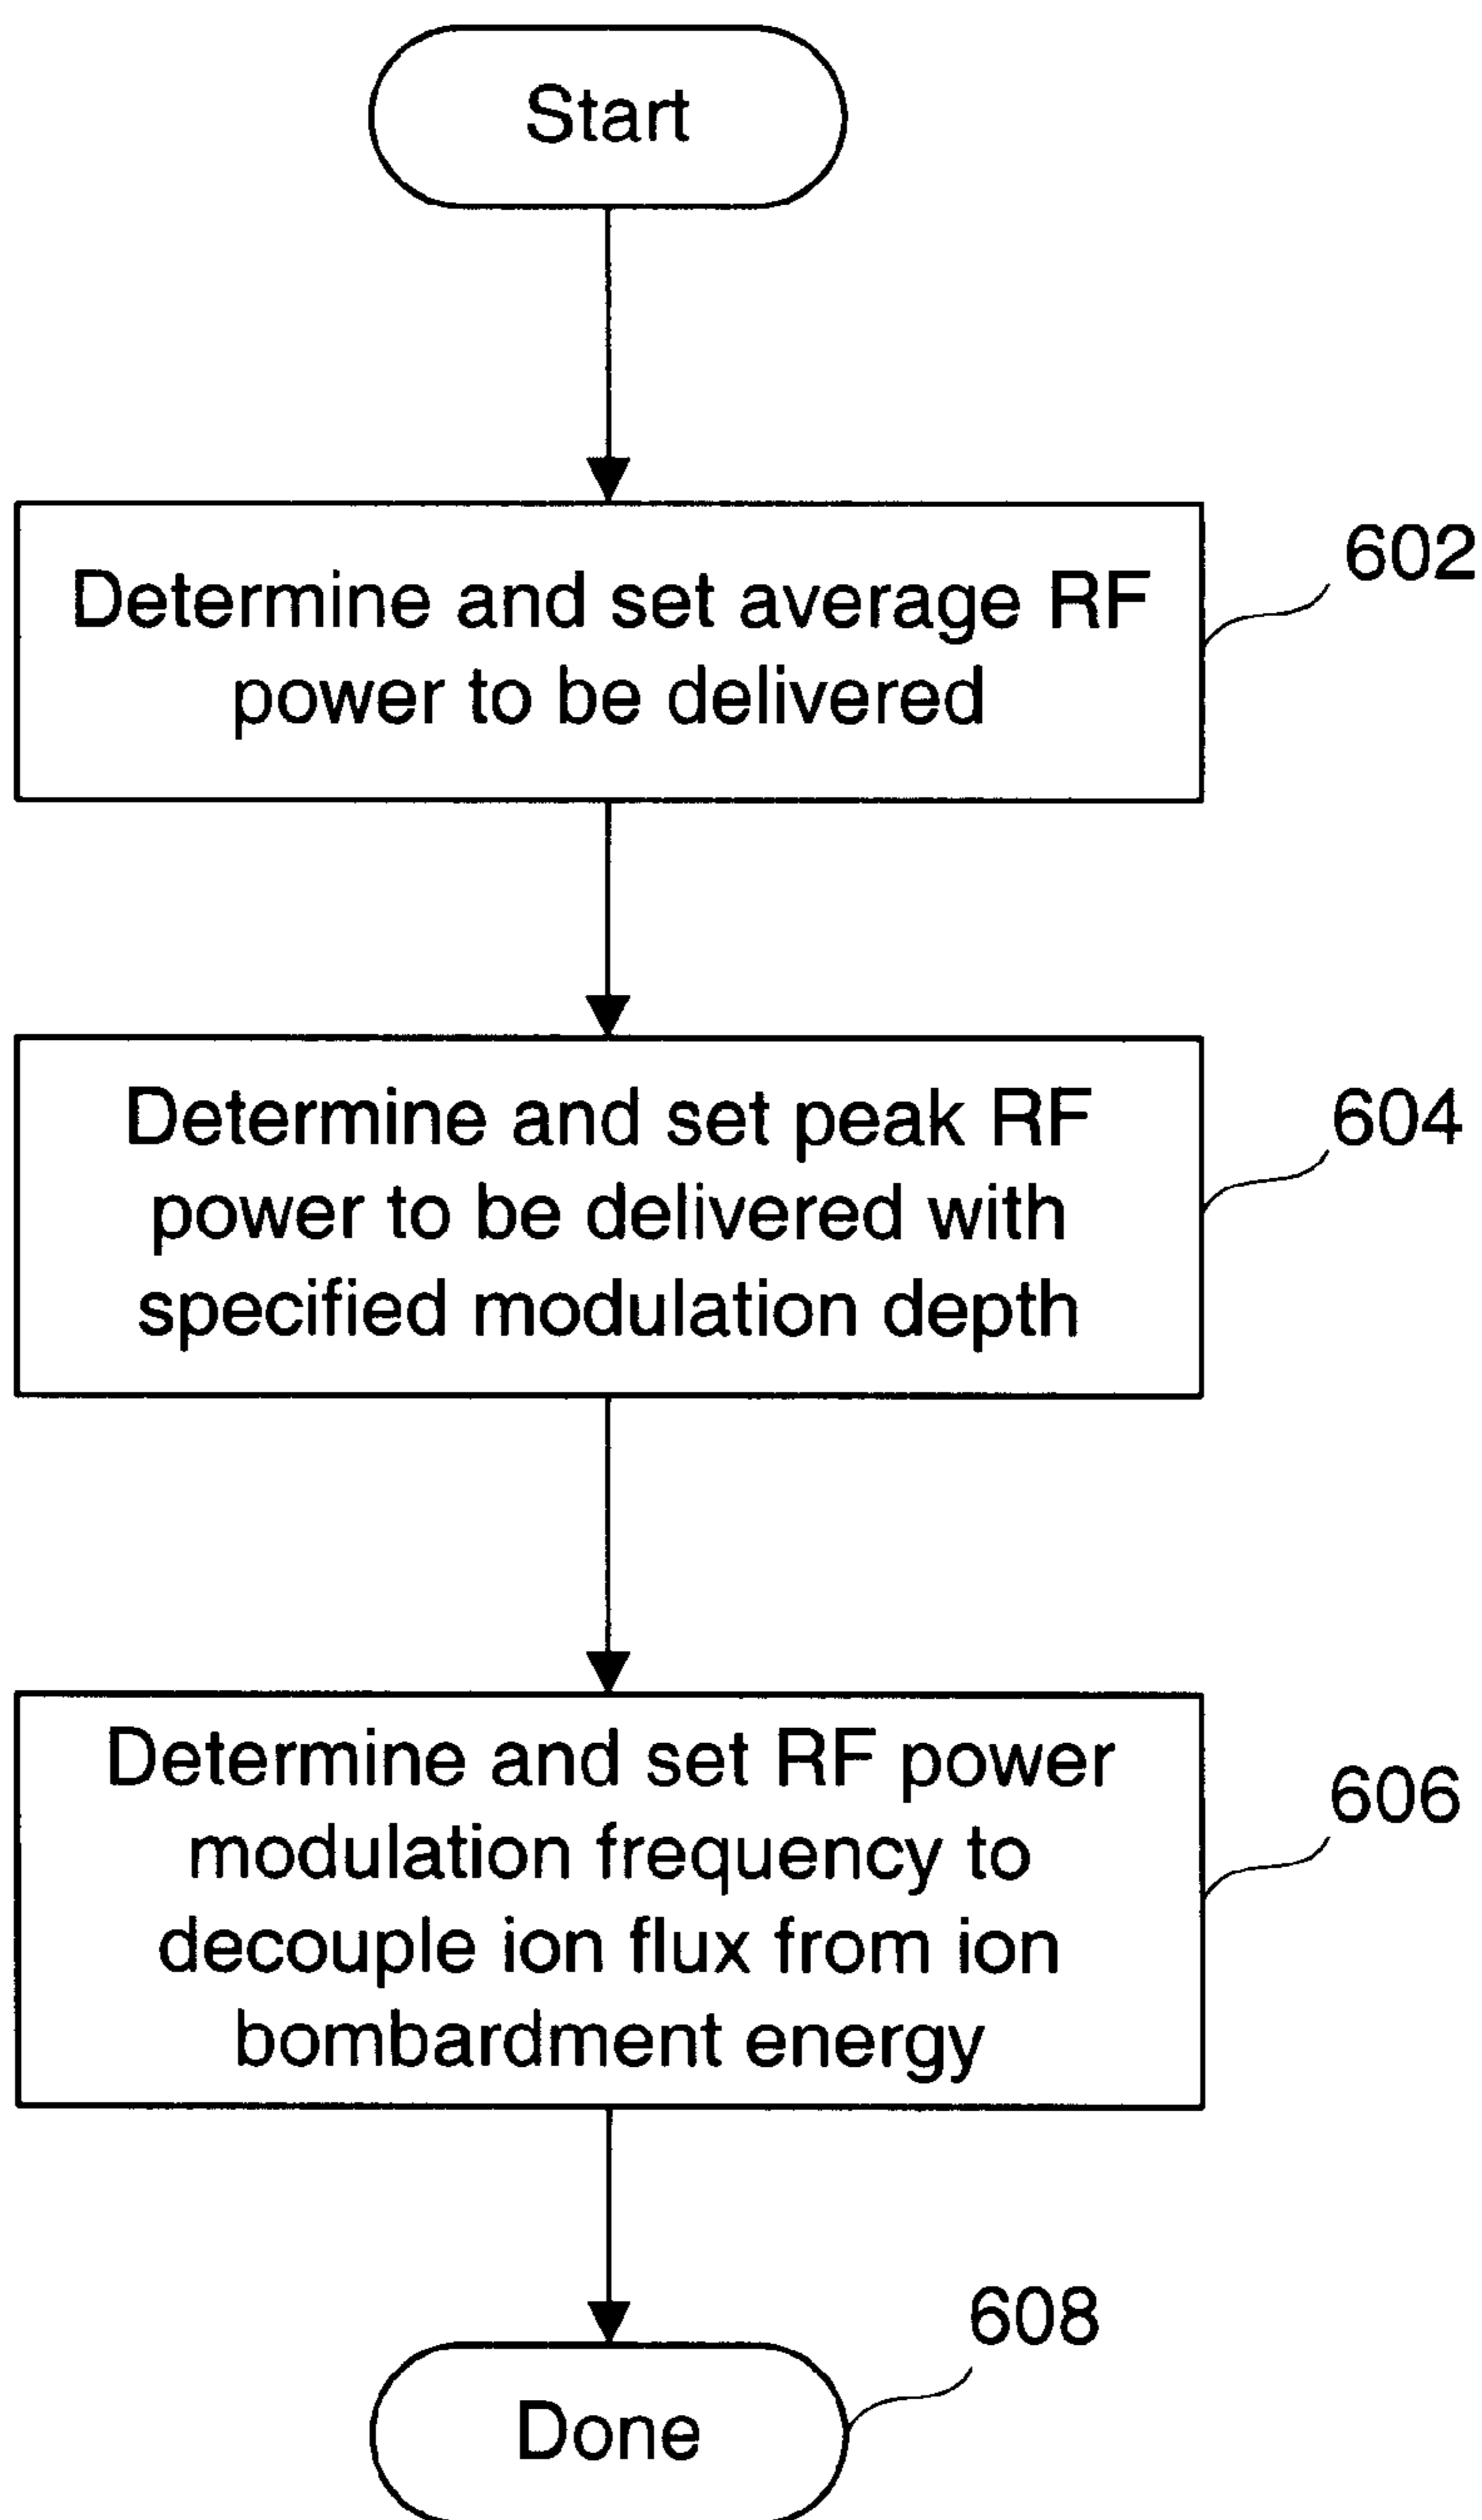 Start
602
Determine and set average RF
power to be delivered
604
Determine and set peak RF
power to be delivered with
specified modulation depth
606
Determine and set RF power
modulation frequency to
decouple ion flux from ion
bombardment energy
608
Done